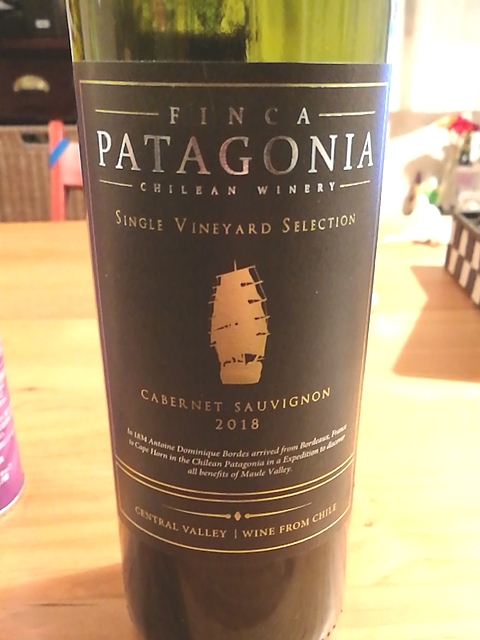 FINCA
PATAGONIA
CHILEAN WINERY
SINGLE VINEYARD SELECTION
CABERNET SAUVIGNON
2018
In 1834 Antoine Dominique Bordes arrived from Bordeaux, France
to Cape Horn in the Chilean Patagonia in a Expedition to discover
all benefits of Maule Valley.
CENTRAL VALLEY | WINE FROM CHILE